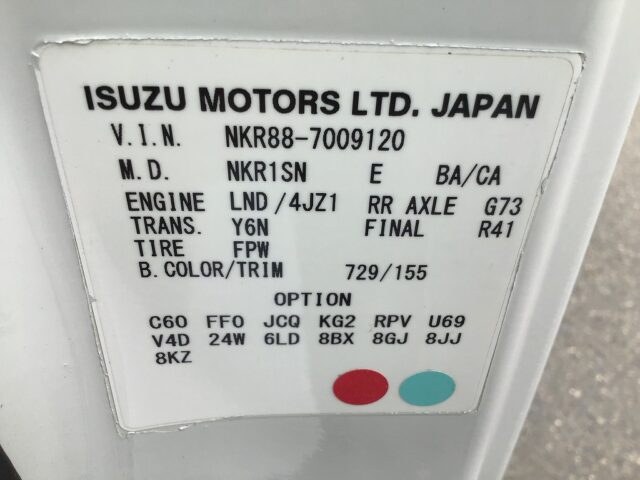 ISUZU MOTORS LTD. JAPAN
V.I.N. NKR88-7009120
M.D. NKR1SN E BA/CA
ENGINE LND/4JZ1 RR AXLE G73
TRANS. Y6N FINAL R41
TIRE FPW
B.COLOR/TRIM 729/155
OPTION
C60 FF0 JCQ KG2 RPV U69
V4D 24W 6LD 8BX 8GJ 8JJ
8KZ